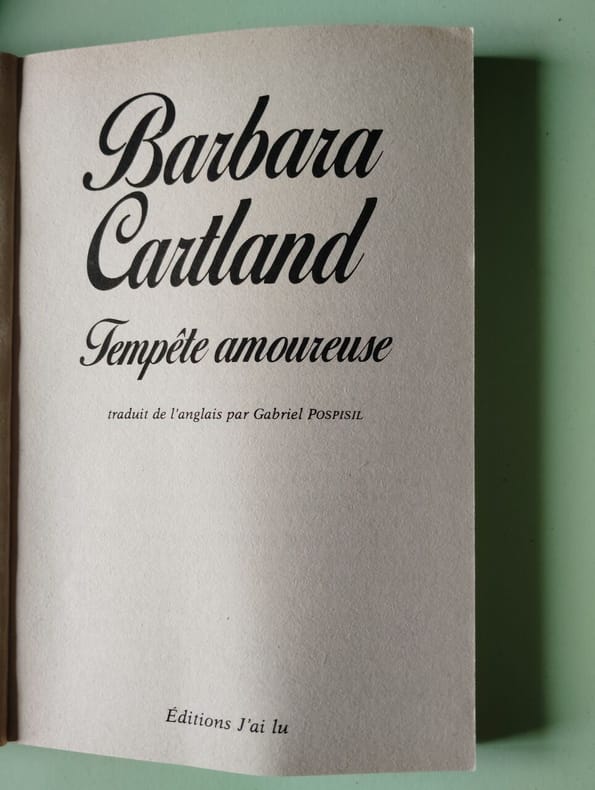 Barbara
Cartland
Tempête amoureuse
traduit de l'anglais par Gabriel POSPISIL
Éditions J'ai lu